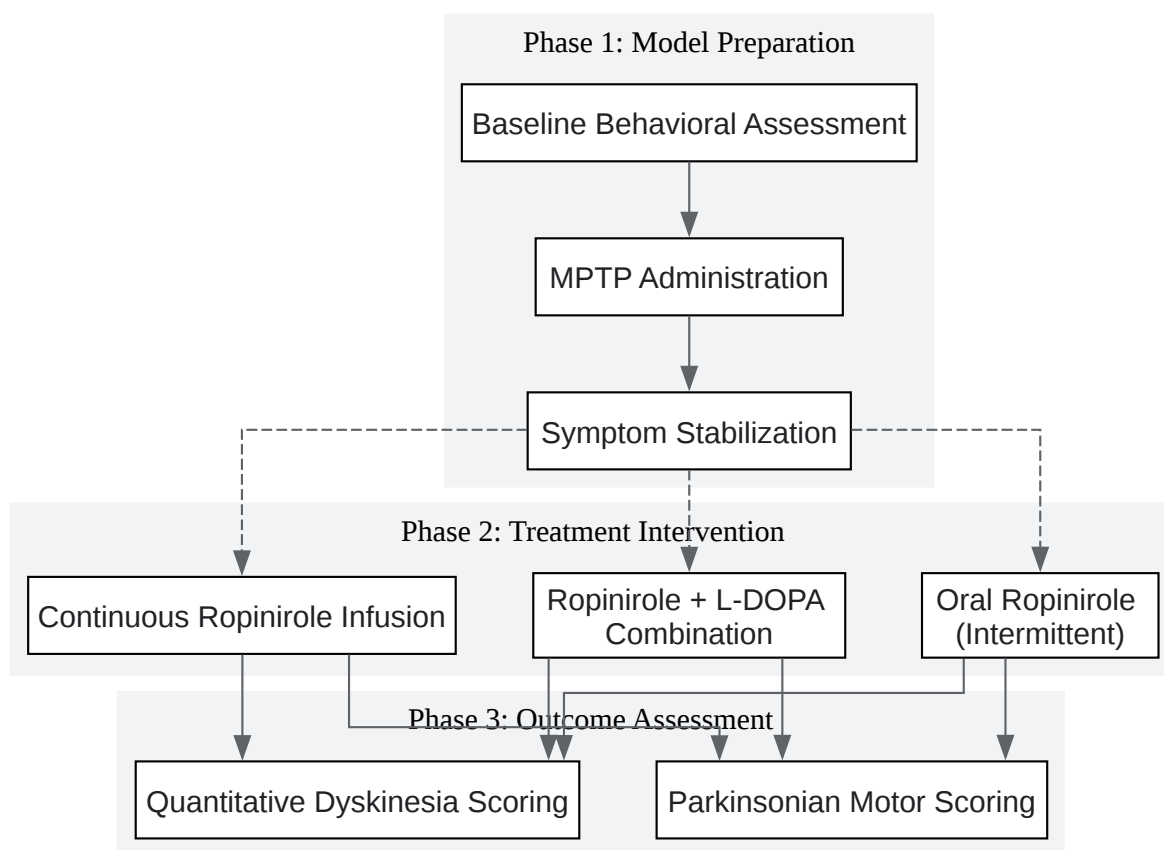 Phase 1: Model Preparation
Baseline Behavioral Assessment
MPTP Administration
Symptom Stabilization
Phase 2: Treatment Intervention
Continuous Ropinirole Infusion
Ropinirole + L-DOPA
Combination
Oral Ropinirole
(Intermittent)
Phase 3: Outcome Assessment
Quantitative Dyskinesia Scoring
Parkinsonian Motor Scoring